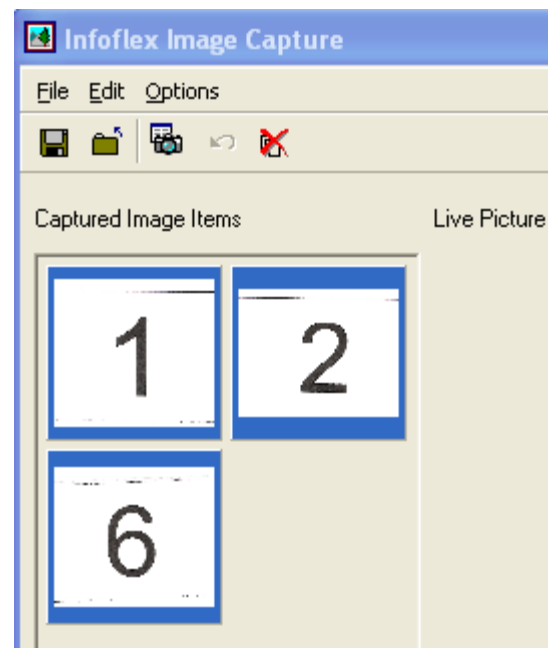 Infoflex Image Capture
File Edit Options
Captured Image Items Live Picture
1 2
6